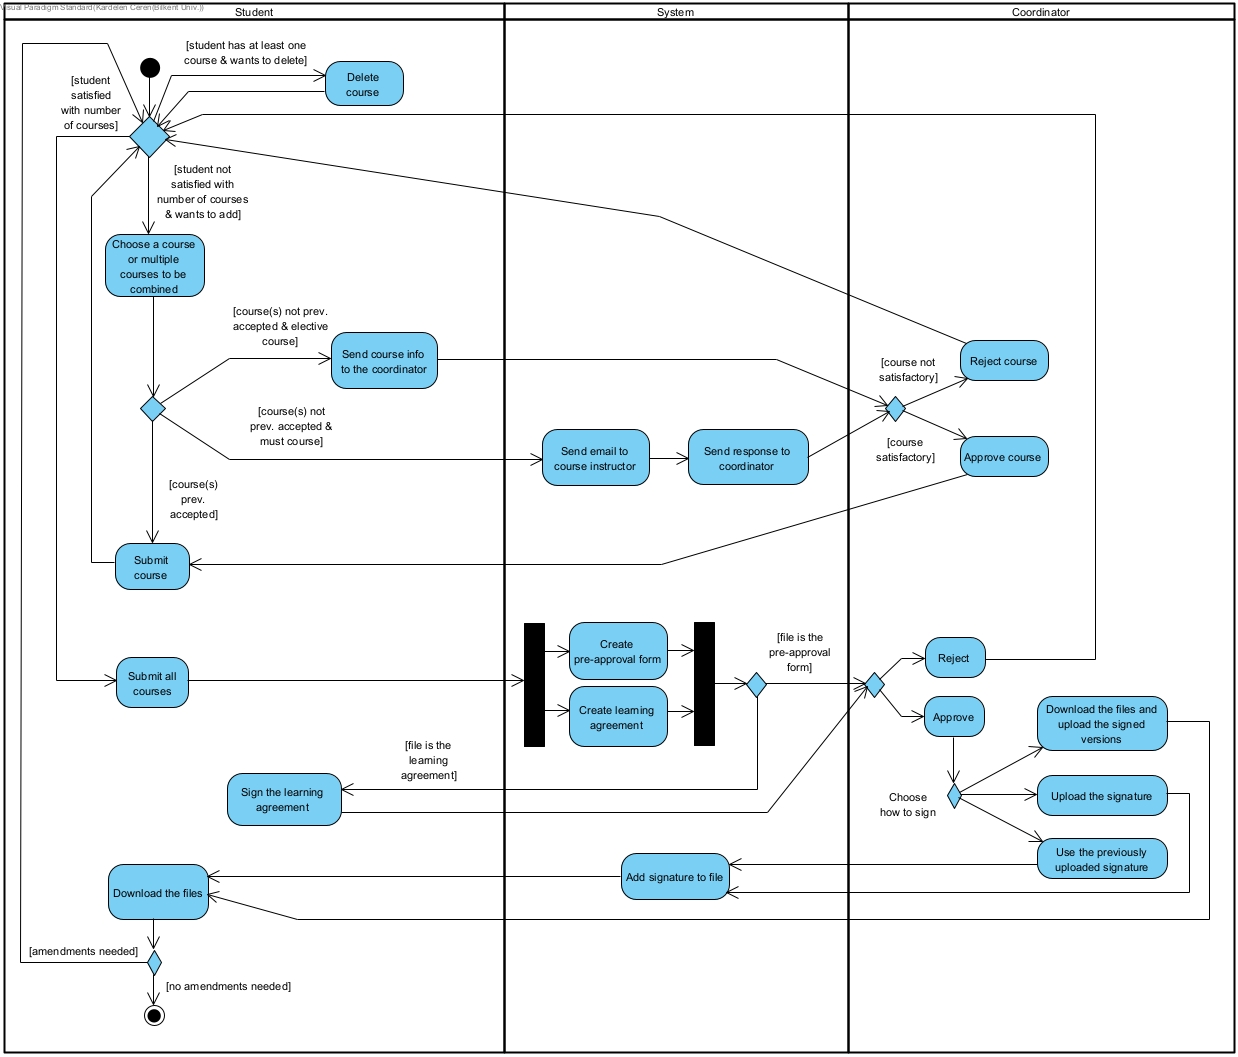 Visual Paradigm Standard(Kardelen Ceren(Bilkent Univ.))
Student
System
Coordinator
[student has at least one
course & wants to delete]
Delete
course
[student
satisfied
with number
of courses]
[student not
satisfied with
number of courses
& wants to add]
Choose a course
or multiple
courses to be
combined
[course(s) not prev.
accepted & elective
course]
Send course info
to the coordinator
[course not
satisfactory]
Reject course
[course(s) not
prev. accepted &
must course]
Send email to
course instructor
Send response to
coordinator
[course
satisfactory]
Approve course
[course(s)
prev.
accepted]
Submit
course
Submit all
courses
Create
pre-approval form
Create learning
agreement
[file is the
pre-approval
form]
Reject
Approve
Download the files and
upload the signed
versions
[file is the
learning
agreement]
Sign the learning
agreement
Choose
how to sign
Upload the signature
Use the previously
uploaded signature
Add signature to file
Download the files
[amendments needed]
[no amendments needed]